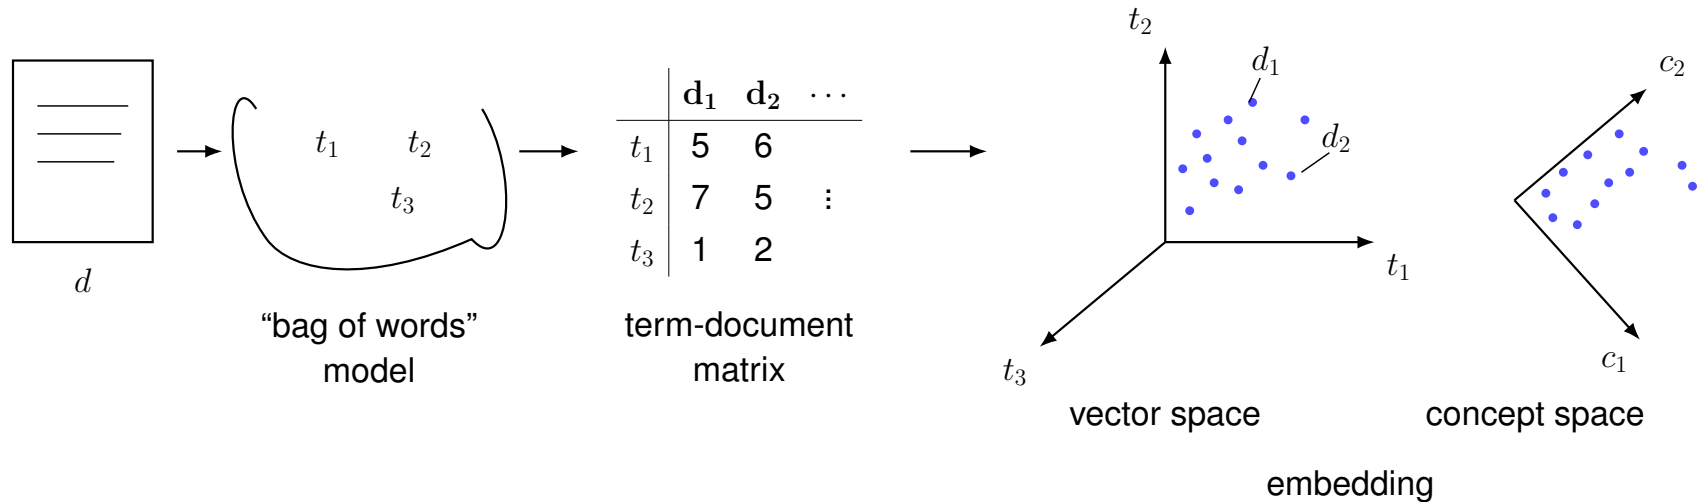 d
t₁ t₂
t₃
“bag of words”
model
d₁ d₂ ⋯
t₁ 5 6
t₂ 7 5 ⋮
t₃ 1 2
term-document
matrix
t₂
d₁
d₂
t₁
t₃
vector space
c₂
c₁
concept space
embedding